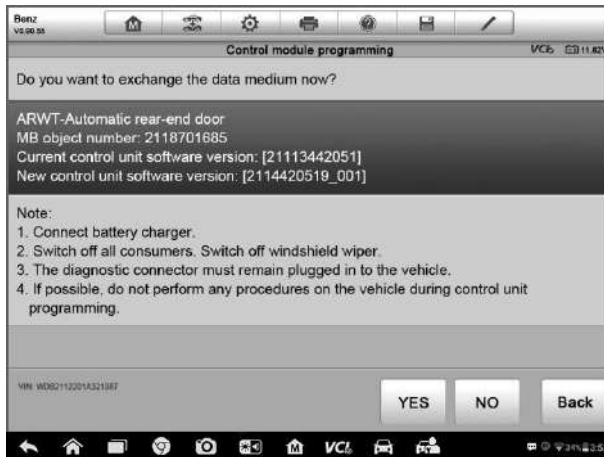 Benz
Control module programming
VCI
Do you want to exchange the data medium now?
ARWT-Automatic rear-end door
MB object number: 2118701685
Current control unit software version: [21113442051]
New control unit software version: [2114420519_001]
Note:
1. Connect battery charger.
2. Switch off all consumers. Switch off windshield wiper.
3. The diagnostic connector must remain plugged in to the vehicle.
4. If possible, do not perform any procedures on the vehicle during control unit
programming.
YES
NO
Back
VCI